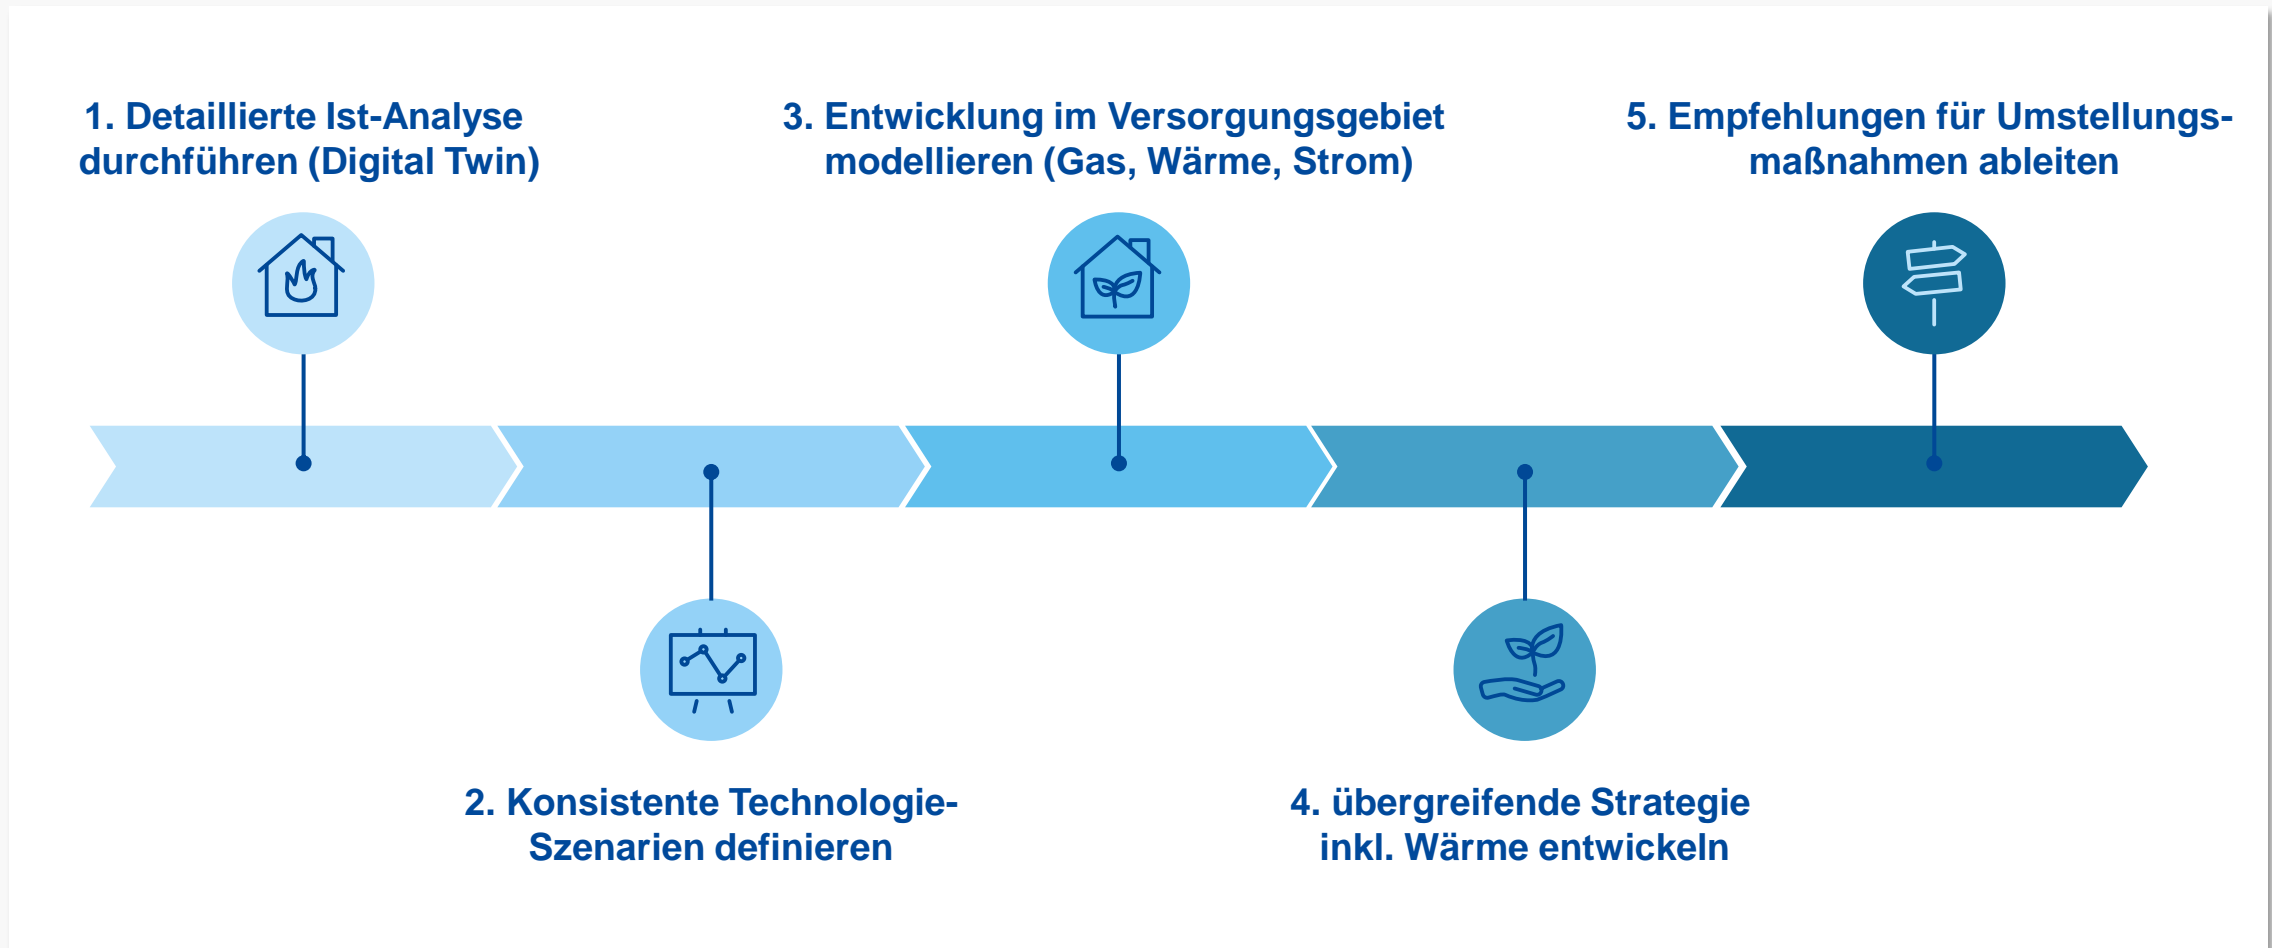 1. Detaillierte Ist-Analyse
durchführen (Digital Twin)
2. Konsistente Technologie-
Szenarien definieren
3. Entwicklung im Versorgungsgebiet
modellieren (Gas, Wärme, Strom)
4. übergreifende Strategie
inkl. Wärme entwickeln
5. Empfehlungen für Umstellungs-
maßnahmen ableiten